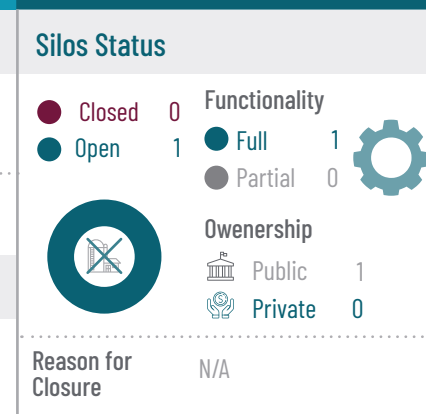 Silos Status
Closed 0
Open 1
Functionality
Full 1
Partial 0
Owenership
Public 1
Private 0
Reason for
Closure
N/A